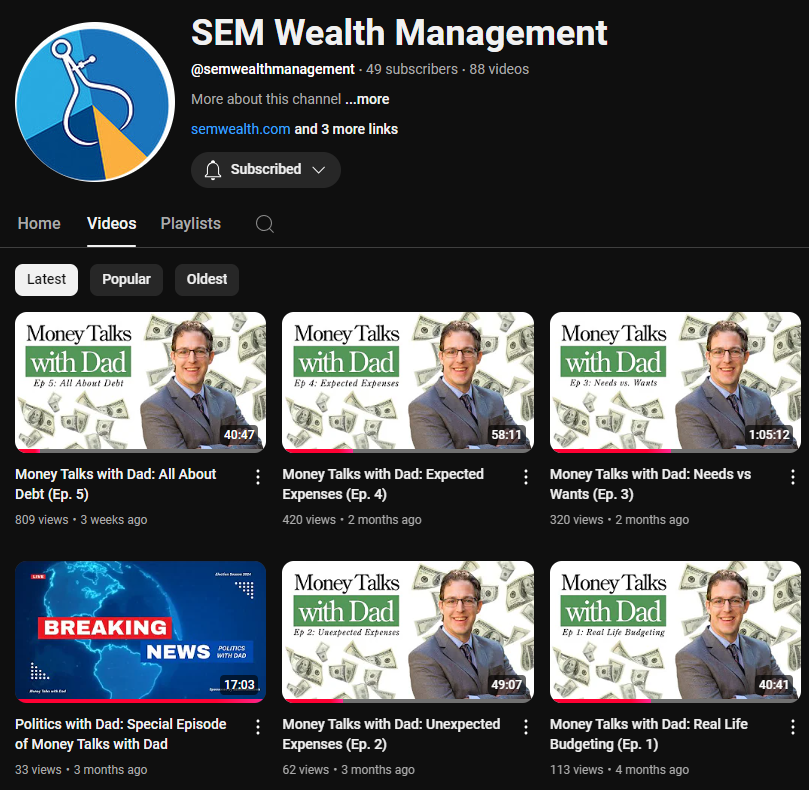 SEM Wealth Management
@semwealthmanagement · 49 subscribers · 88 videos
More about this channel ...more
semwealth.com and 3 more links
Subscribed
Home Videos Playlists
Latest Popular Oldest
Money Talks
with Dad
Ep 5: All About Debt
40:47
Money Talks
with Dad
Ep 4: Expected Expenses
58:11
Money Talks
with Dad
Ep 3: Needs vs. Wants
1:05:12
Money Talks with Dad: All About
Debt (Ep. 5)
809 views • 3 weeks ago
Money Talks with Dad: Expected
Expenses (Ep. 4)
420 views • 2 months ago
Money Talks with Dad: Needs vs
Wants (Ep. 3)
320 views • 2 months ago
LIVE
Election Season 2024
BREAKING
NEWS
POLITICS
WITH DAD
Money Talks with Dad
17:03
Money Talks
with Dad
Ep 2: Unexpected Expenses
49:07
Money Talks
with Dad
Ep 1: Real Life Budgeting
40:41
Politics with Dad: Special Episode
of Money Talks with Dad
33 views • 3 months ago
Money Talks with Dad: Unexpected
Expenses (Ep. 2)
62 views • 3 months ago
Money Talks with Dad: Real Life
Budgeting (Ep. 1)
113 views • 4 months ago